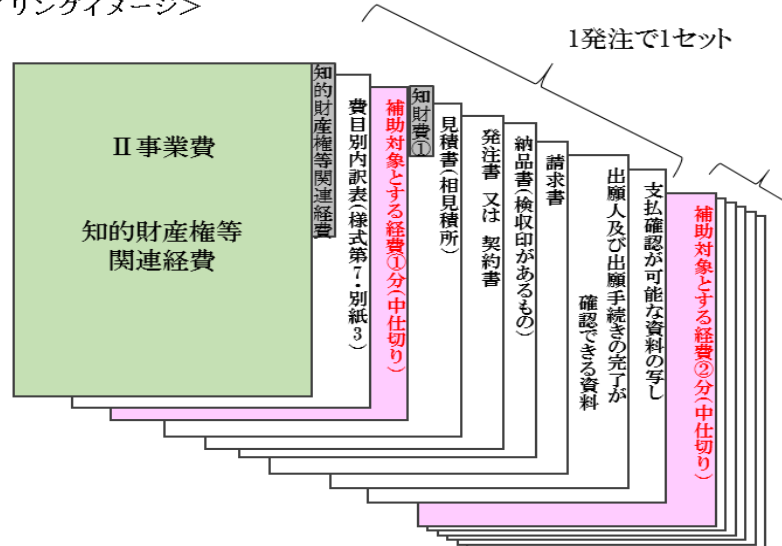 リングイメージ＞
1発注で1セット
Ⅱ事業費
知的財産権等
関連経費
知的財産権等関連経費
費目別内訳表(様式第7・別紙3)
補助対象とする経費①分(中仕切り)
知財費①
見積書(相見積所)
発注書 又は 契約書
納品書(検収印があるもの)
請求書
出願人及び出願手続きの完了が
確認できる資料
支払確認が可能な資料の写し
補助対象とする経費②分(中仕切り)